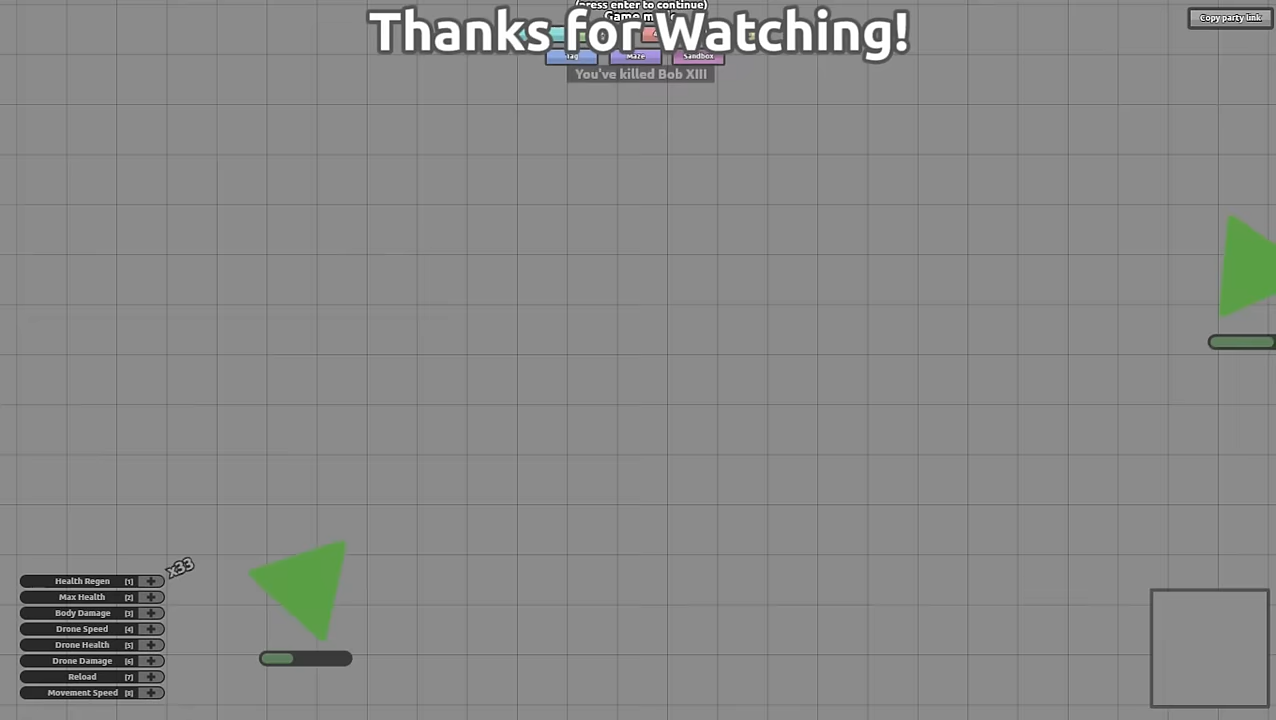 (press enter to continue)
Thanks for Watching!
Copy party link
Maze
Sandbox
You've killed Bob XIII
x33
Health Regen [1] +
Max Health [2] +
Body Damage [3] +
Drone Speed [4] +
Drone Health [5] +
Drone Damage [6] +
Reload [7] +
Movement Speed [8] +